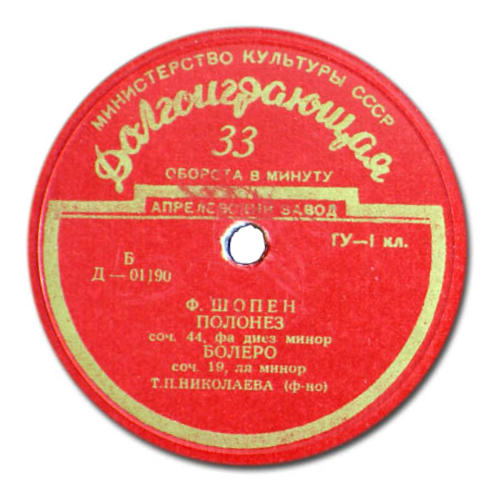 МИНИСТЕРСТВО КУЛЬТУРЫ СССР
Долгоиграющая
33
ОБОРОТА В МИНУТУ
АПРЕЛЕВСКИЙ ЗАВОД
ГУ—1 кл.
Б
Д—01190
Ф. ШОПЕН
ПОЛОНЕЗ
соч. 44, фа диез минор
БОЛЕРО
соч. 19, ля минор
Т.П.НИКОЛАЕВА (ф-но)